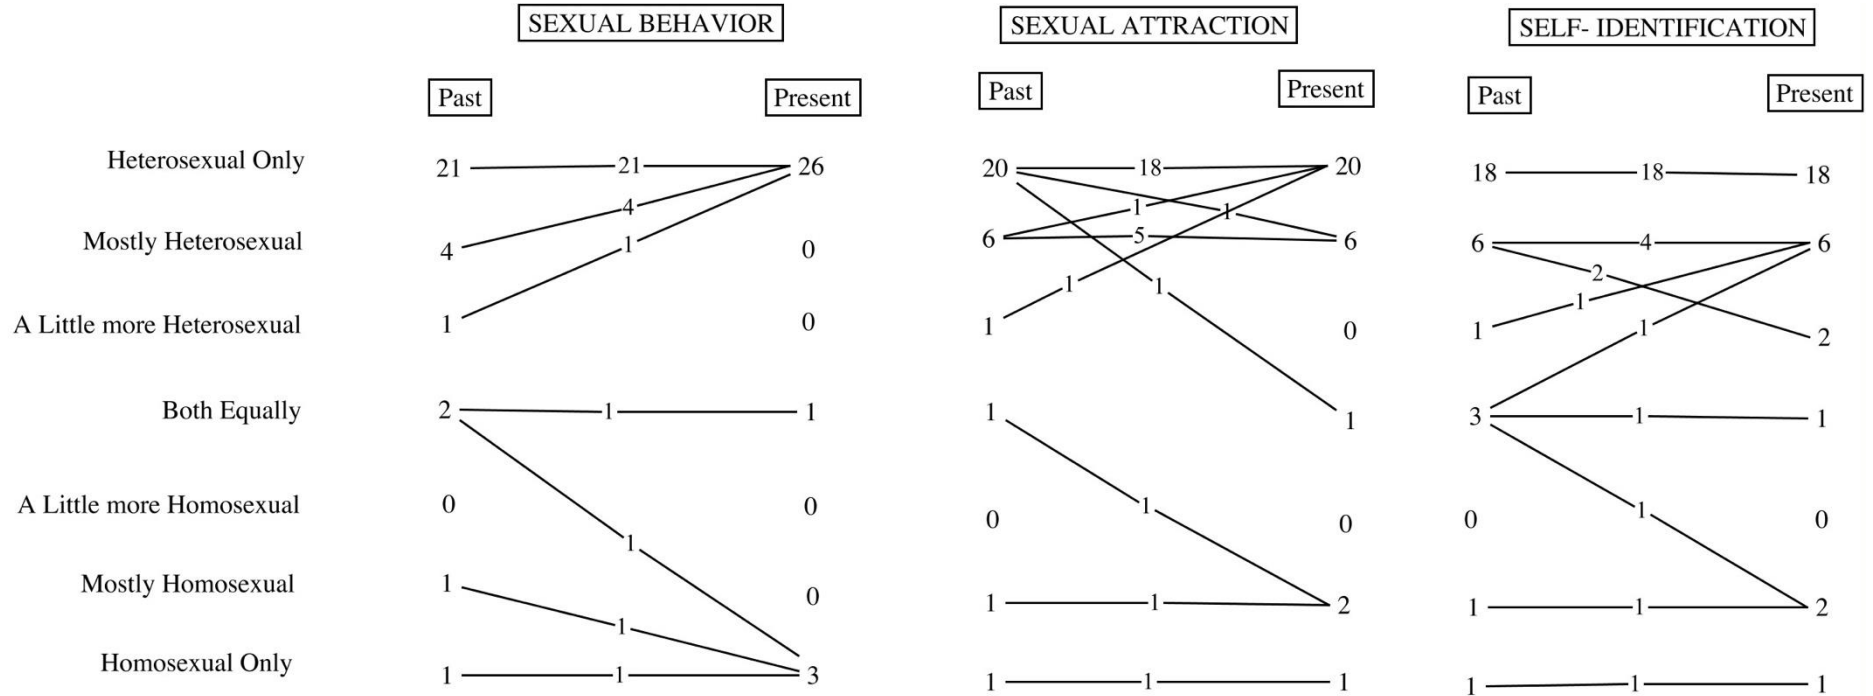 SEXUAL BEHAVIOR SEXUAL ATTRACTION SELF- IDENTIFICATION
Past Present Past Present Past Present
Heterosexual Only 21 21 26 20 18 20 18 18 18
4 1 1 2
Mostly Heterosexual 4 1 0 6 5 6 6 4 6
1 1 1
A Little more Heterosexual 1 0 1 0 1 1 2
Both Equally 2 1 1 1 1 3 1 1
A Little more Homosexual 0 0 0 1 0 0 1 0
1
Mostly Homosexual 1 0 1 1 2 1 1 2
1
Homosexual Only 1 1 3 1 1 1 1 1 1